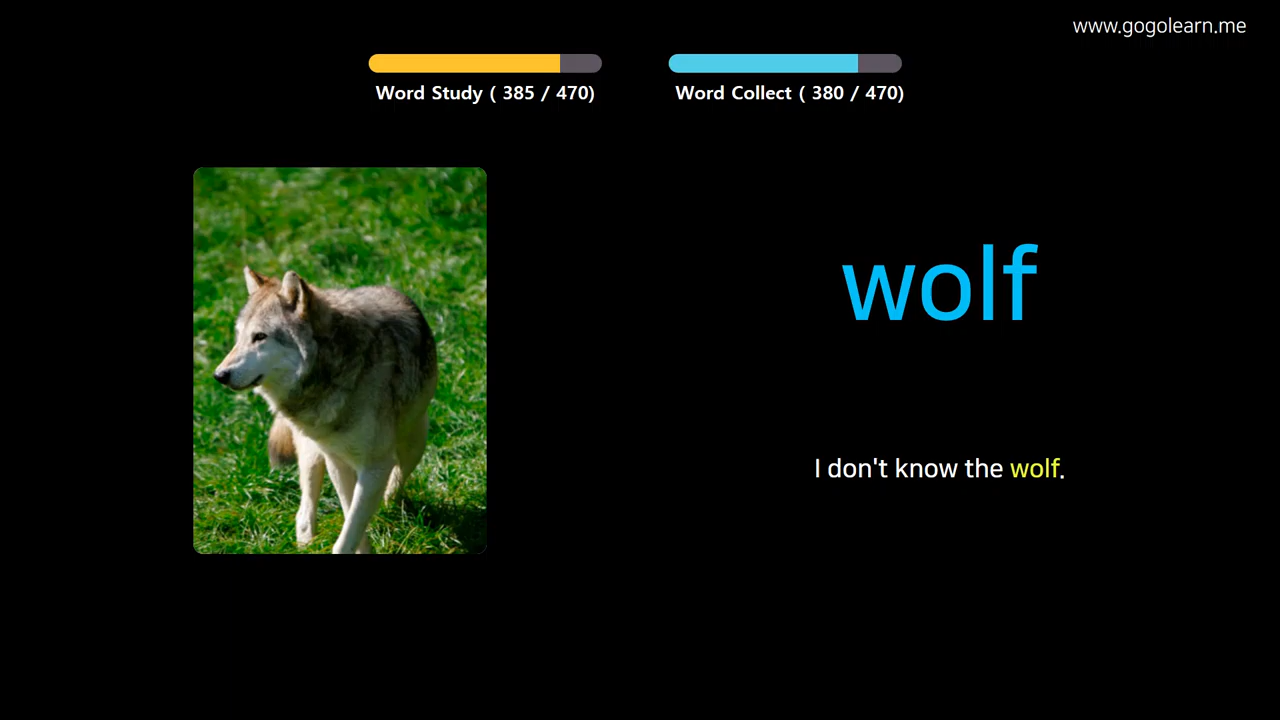 www.gogolearn.me
Word Study ( 385 / 470)
Word Collect ( 380 / 470)
wolf
I don't know the wolf.